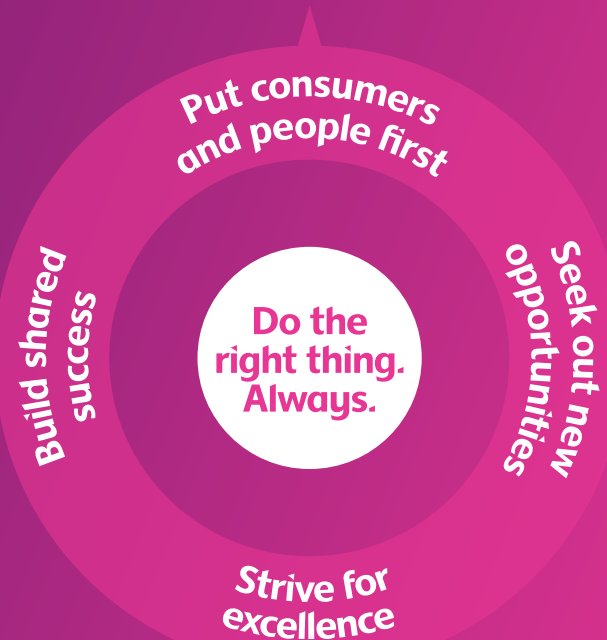 Put consumers
and people first
Seek out new
opportunities
Strive for
excellence
Build shared
success
Do the
right thing.
Always.